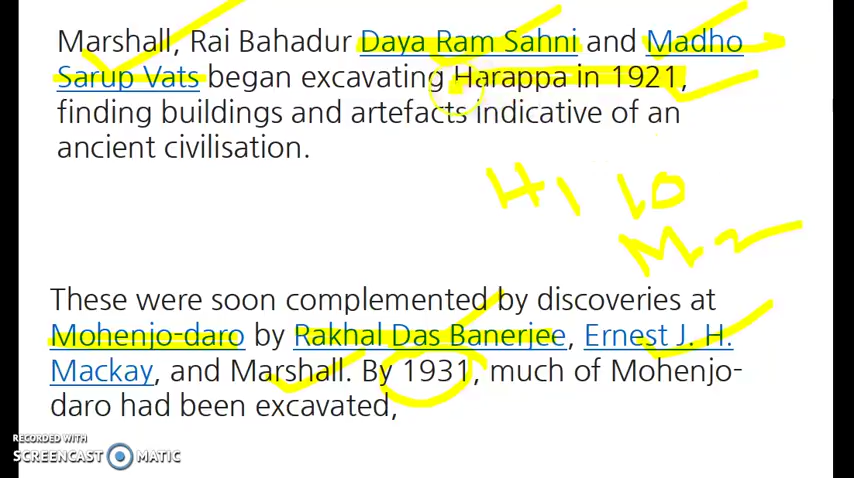 Marshall, Rai Bahadur Daya Ram Sahni and Madho
Sarup Vats began excavating Harappa in 1921,
finding buildings and artefacts indicative of an
ancient civilisation.
H1
M2
These were soon complemented by discoveries at
Mohenjo-daro by Rakhal Das Banerjee, Ernest J. H.
Mackay, and Marshall. By 1931, much of Mohenjo-
daro had been excavated,
RECORDED WITH
SCREENCAST MATIC